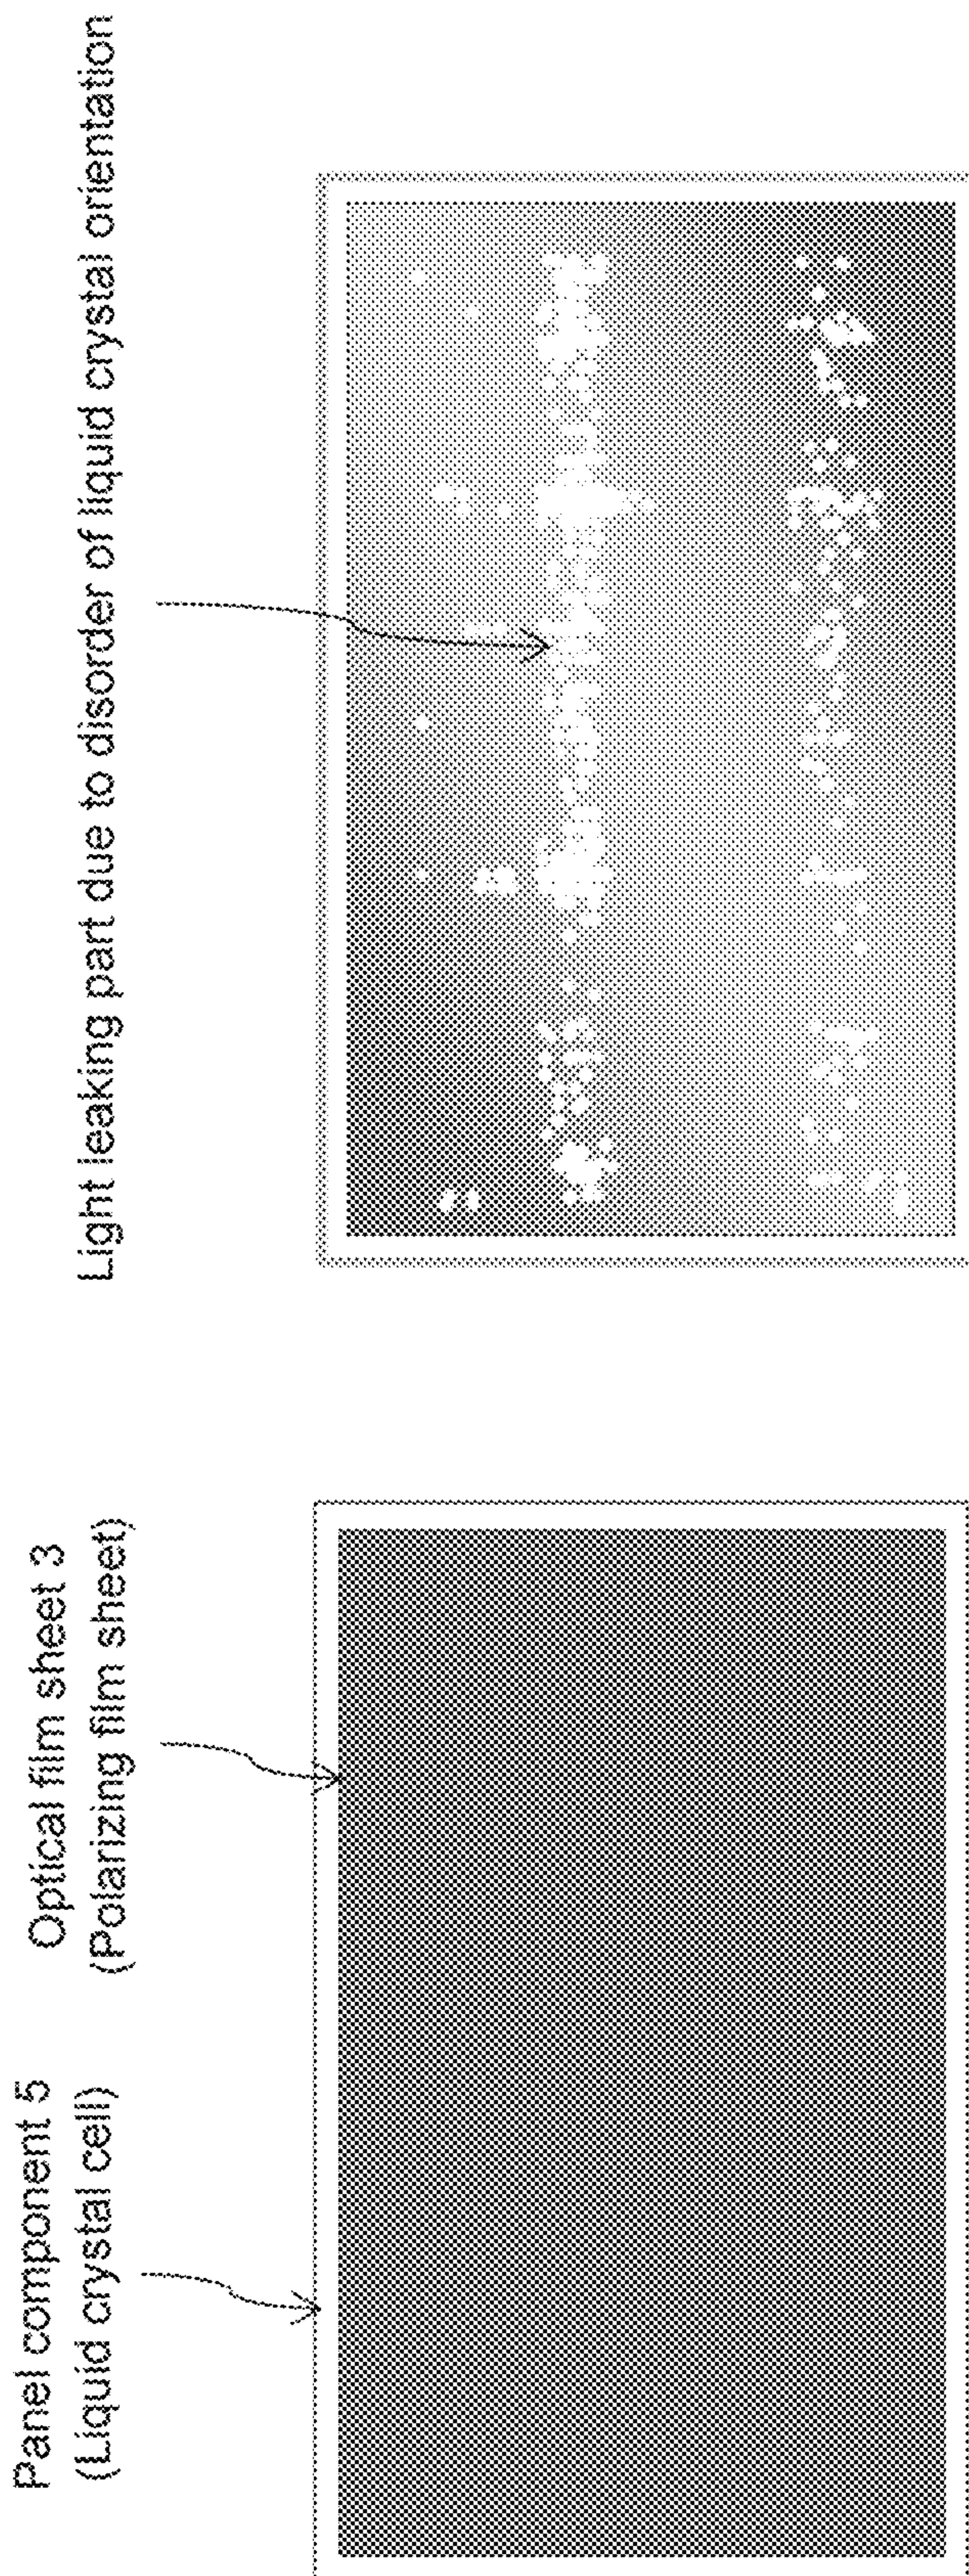 Panel component 5
(Liquid crystal cell)
Optical film sheet 3
(Polarizing film sheet)
Light leaking part due to disorder of liquid crystal orientation